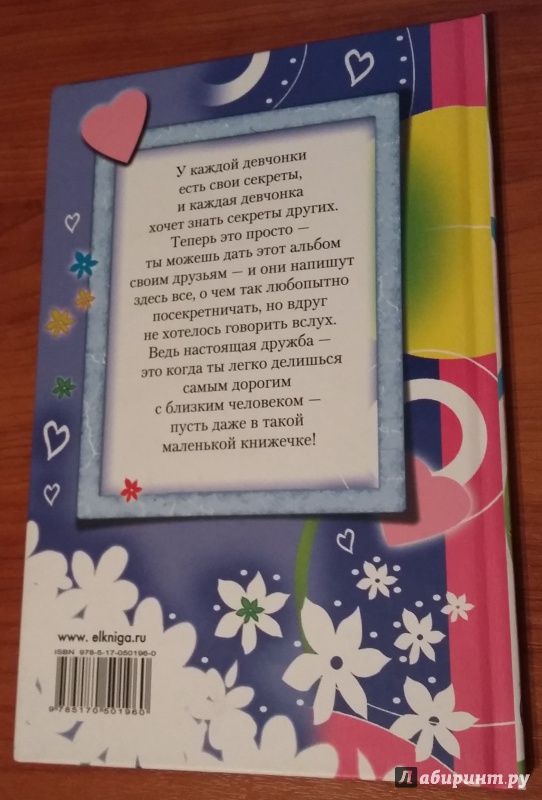 У каждой девчонки
есть свои секреты,
и каждая девчонка
хочет знать секреты других.
Теперь это просто —
ты можешь дать этот альбом
своим друзьям — и они напишут
здесь все, о чем так любопытно
посекретничать, но вдруг
не хотелось говорить вслух.
Ведь настоящая дружба —
это когда ты легко делишься
самым дорогим
с близким человеком —
пусть даже в такой
маленькой книжечке!
www. elkniga.ru
ISBN 978-5-17-050196-0
9 785170 501960
Лабиринт.ру